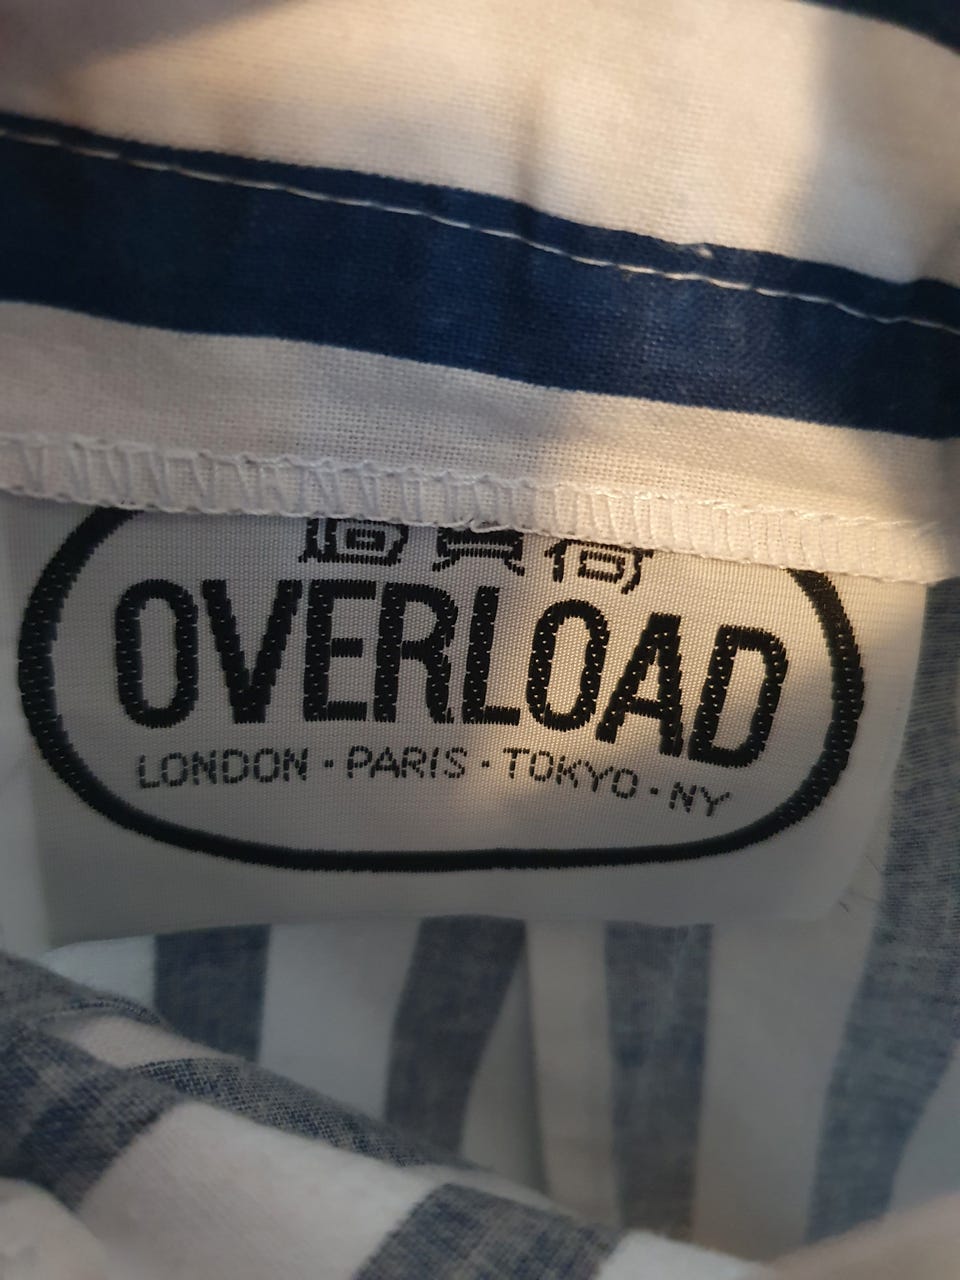 OVERLOAD
LONDON · PARIS · TOKYO · NY